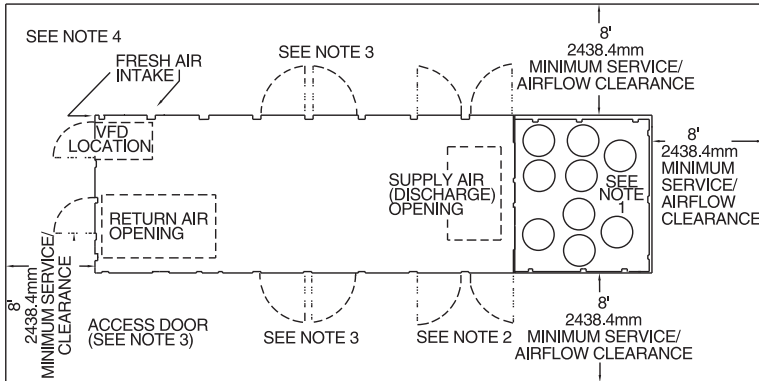 SEE NOTE 4
FRESH AIR
INTAKE
SEE NOTE 3
8'
2438.4mm
MINIMUM SERVICE/
AIRFLOW CLEARANCE
VFD
LOCATION
RETURN AIR
OPENING
SUPPLY AIR
(DISCHARGE)
OPENING
SEE
NOTE
1
8'
2438.4mm
MINIMUM
SERVICE/
AIRFLOW
CLEARANCE
8'
2438.4mm
MINIMUM SERVICE/
CLEARANCE
ACCESS DOOR
(SEE NOTE 3)
SEE NOTE 3
SEE NOTE 2
8'
2438.4mm
MINIMUM SERVICE/
AIRFLOW CLEARANCE